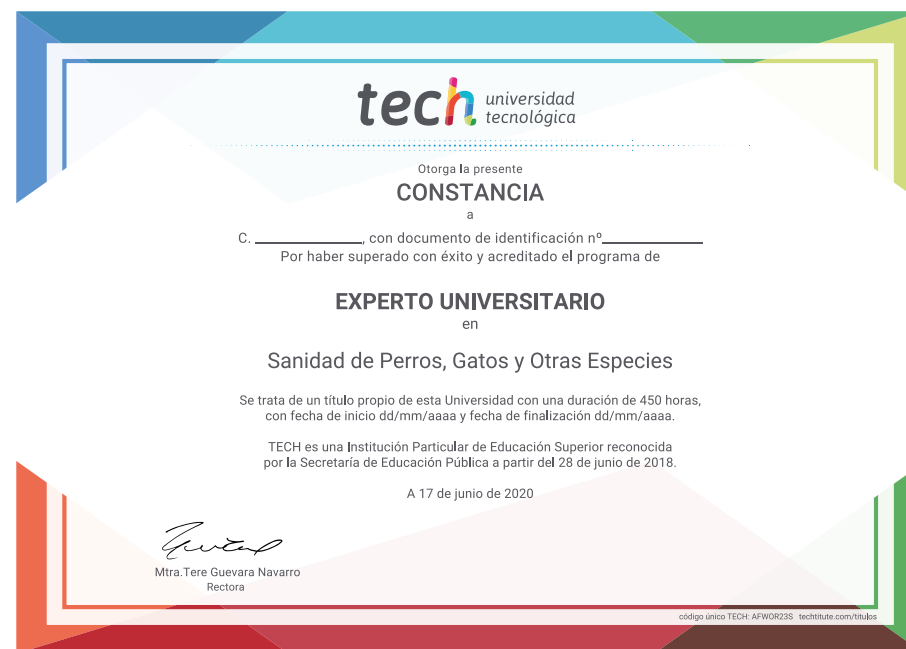 tech universidad
tecnológica
Otorga la presente
CONSTANCIA
a
C. ____________, con documento de identificación nº____________
Por haber superado con éxito y acreditado el programa de
EXPERTO UNIVERSITARIO
en
Sanidad de Perros, Gatos y Otras Especies
Se trata de un título propio de esta Universidad con una duración de 450 horas,
con fecha de inicio dd/mm/aaaa y fecha de finalización dd/mm/aaaa.
TECH es una Institución Particular de Educación Superior reconocida
por la Secretaría de Educación Pública a partir del 28 de junio de 2018.
A 17 de junio de 2020
Mtra.Tere Guevara Navarro
Rectora
código único TECH: AFWOR23S techtitute.com/titulos